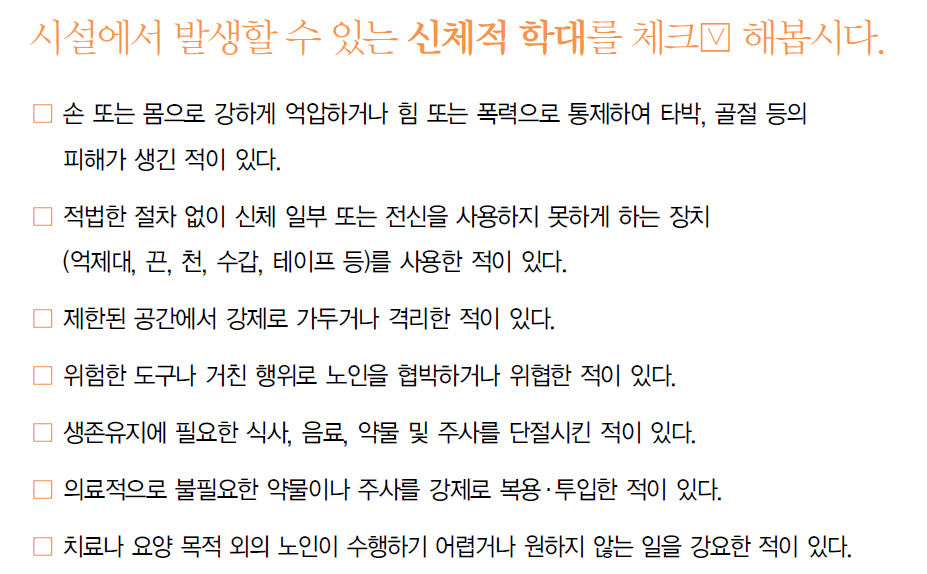 시설에서 발생할 수 있는 신체적 학대를 체크☑ 해봅시다.
□ 손 또는 몸으로 강하게 억압하거나 힘 또는 폭력으로 통제하여 타박, 골절 등의
피해가 생긴 적이 있다.
□ 적법한 절차 없이 신체 일부 또는 전신을 사용하지 못하게 하는 장치
(억제대, 끈, 천, 수갑, 테이프 등)를 사용한 적이 있다.
□ 제한된 공간에서 강제로 가두거나 격리한 적이 있다.
□ 위험한 도구나 거친 행위로 노인을 협박하거나 위협한 적이 있다.
□ 생존유지에 필요한 식사, 음료, 약물 및 주사를 단절시킨 적이 있다.
□ 의료적으로 불필요한 약물이나 주사를 강제로 복용·투입한 적이 있다.
□ 치료나 요양 목적 외의 노인이 수행하기 어렵거나 원하지 않는 일을 강요한 적이 있다.